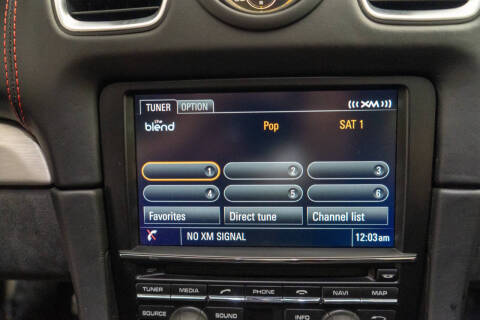 TUNER OPTION XM
the blend
Pop SAT 1
1 2 3
4 5 6
Favorites Direct tune Channel list
NO XM SIGNAL 12:03am
TUNER MEDIA PHONE NAVI MAP
SOURCE SOUND INFO